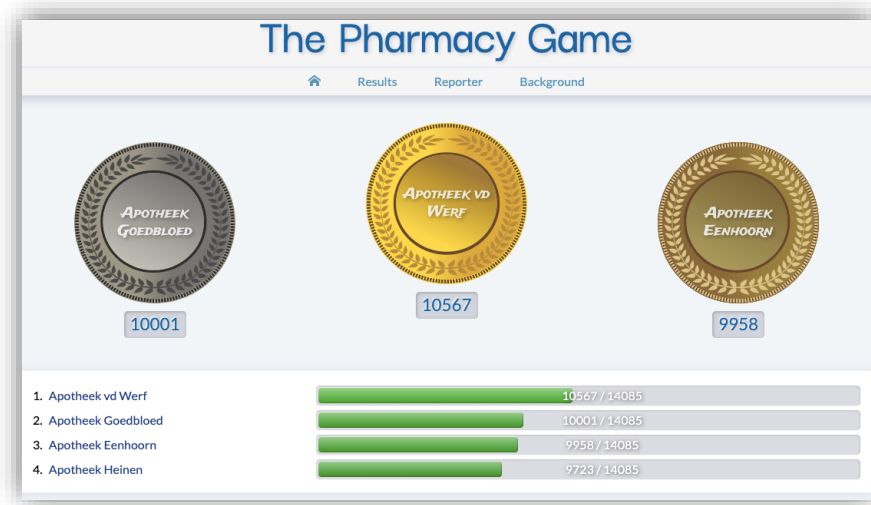 The Pharmacy Game
Results Reporter Background
Apotheek
Goedbloed
10001
Apotheek vd
Werf
10567
Apotheek
Eenhoorn
9958
1. Apotheek vd Werf 10567 / 14085
2. Apotheek Goedbloed 10001 / 14085
3. Apotheek Eenhoorn 9958 / 14085
4. Apotheek Heinen 9723 / 14085